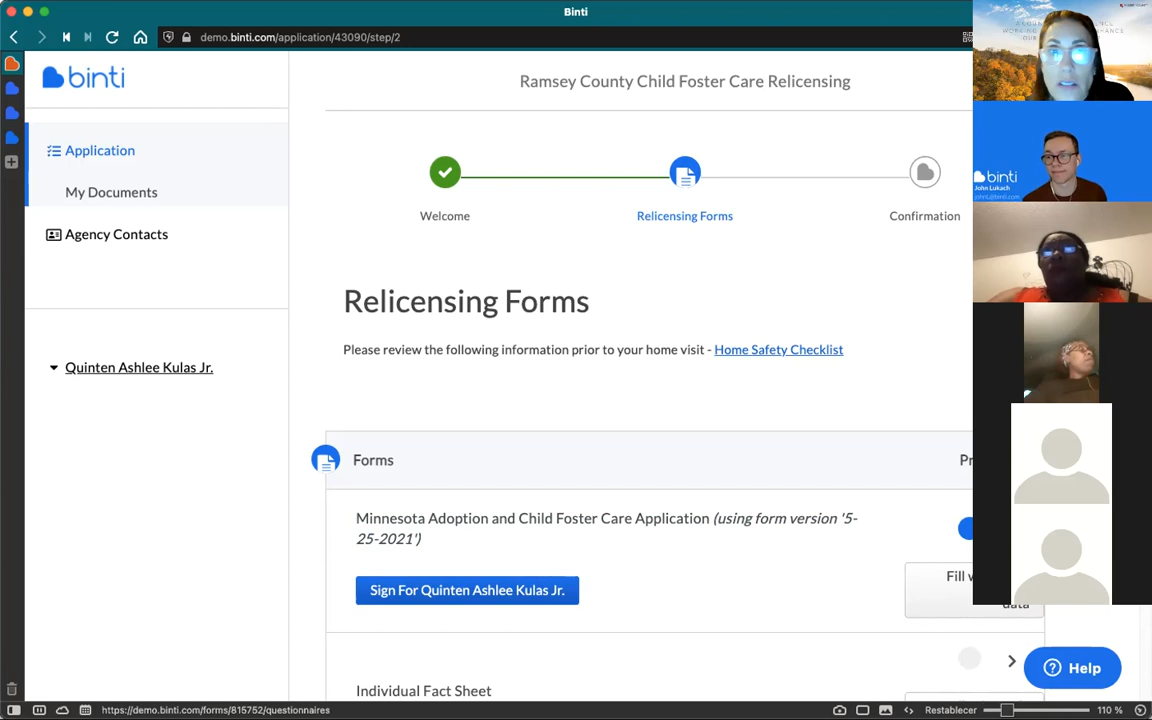 Binti
demo.binti.com/application/43090/step/2
binti
Ramsey County Child Foster Care Relicensing
Application
My Documents
Agency Contacts
Quinten Ashlee Kulas Jr.
Welcome
Relicensing Forms
Confirmation
Relicensing Forms
Please review the following information prior to your home visit - Home Safety Checklist
Forms
Pr
Minnesota Adoption and Child Foster Care Application (using form version '5-
25-2021')
Sign For Quinten Ashlee Kulas Jr.
Fill
data
Individual Fact Sheet
Help
https://demo.binti.com/forms/815752/questionnaires
Restablecer
110 %
binti
John Lukach